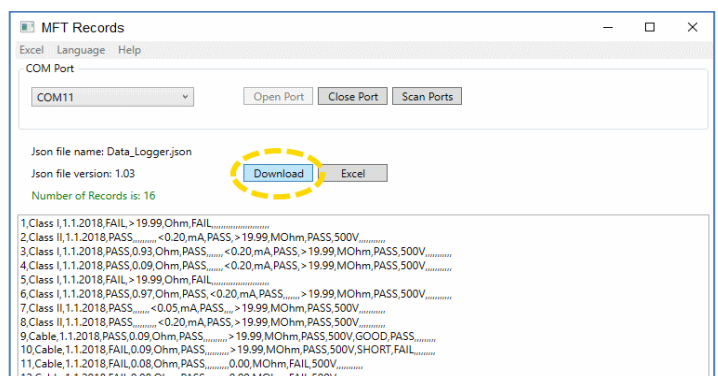 MFT Records
Excel Language Help
COM Port
COM11 Open Port Close Port Scan Ports
Json file name: Data_Logger.json
Json file version: 1.03 Download Excel
Number of Records is: 16
1,Class I,1.1.2018,FAIL,>19.99,Ohm,FAIL,,,,,,,,,,,,,,,,,,,,,,
2,Class II,1.1.2018,PASS,,,,,,,,,,<0.20,mA,PASS,>19.99,MOhm,PASS,500V,,,,,,,,,,
3,Class I,1.1.2018,PASS,0.93,Ohm,PASS,,,,,,,<0.20,mA,PASS,>19.99,MOhm,PASS,500V,,,,,,,,,,
4,Class I,1.1.2018,PASS,0.09,Ohm,PASS,,,,,,,<0.20,mA,PASS,>19.99,MOhm,PASS,500V,,,,,,,,,,
5,Class I,1.1.2018,FAIL,>19.99,Ohm,FAIL,,,,,,,,,,,,,,,,,,,,,,
6,Class I,1.1.2018,PASS,0.97,Ohm,PASS,<0.20,mA,PASS,,,,,,,>19.99,MOhm,PASS,500V,,,,,,,,,,
7,Class II,1.1.2018,PASS,,,,,,,<0.05,mA,PASS,,,,>19.99,MOhm,PASS,500V,,,,,,,,,,
8,Class II,1.1.2018,PASS,,,,,,,,,,<0.20,mA,PASS,>19.99,MOhm,PASS,500V,,,,,,,,,,
9,Cable,1.1.2018,PASS,0.09,Ohm,PASS,,,,,,,,,,>19.99,MOhm,PASS,500V,GOOD,PASS,,,,,,,,
10,Cable,1.1.2018,FAIL,0.09,Ohm,PASS,,,,,,,,,,>19.99,MOhm,PASS,500V,SHORT,FAIL,,,,,,,,
11,Cable,1.1.2018,FAIL,0.08,Ohm,PASS,,,,,,,,,,0.00,MOhm,FAIL,500V,,,,,,,,,,